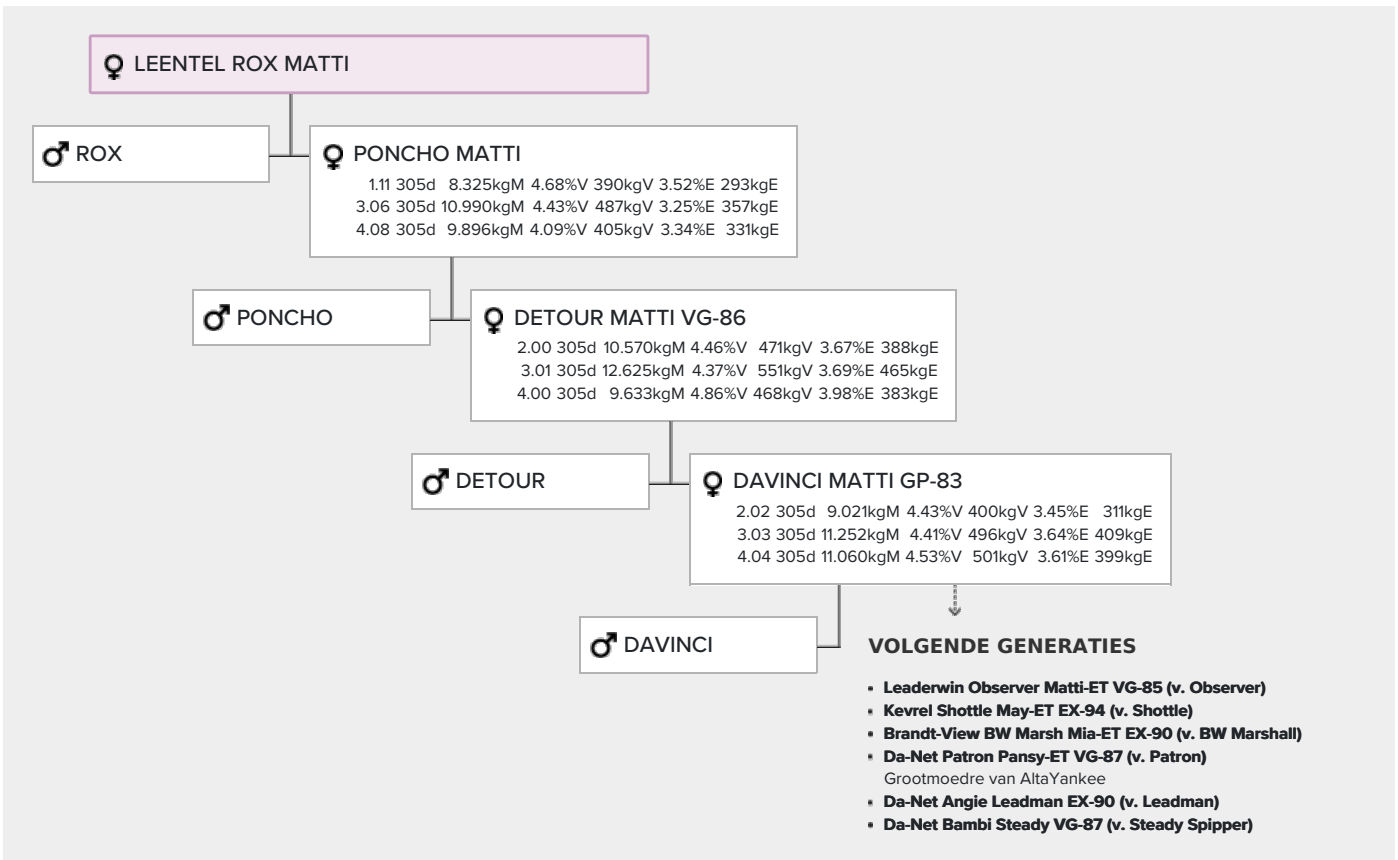 ♀ LEENTEL ROX MATTI
♂ ROX
♀ PONCHO MATTI
1.11 305d 8.325kgM 4.68%V 390kgV 3.52%E 293kgE
3.06 305d 10.990kgM 4.43%V 487kgV 3.25%E 357kgE
4.08 305d 9.896kgM 4.09%V 405kgV 3.34%E 331kgE
♂ PONCHO
♀ DETOUR MATTI VG-86
2.00 305d 10.570kgM 4.46%V 471kgV 3.67%E 388kgE
3.01 305d 12.625kgM 4.37%V 551kgV 3.69%E 465kgE
4.00 305d 9.633kgM 4.86%V 468kgV 3.98%E 383kgE
♂ DETOUR
♀ DAVINCI MATTI GP-83
2.02 305d 9.021kgM 4.43%V 400kgV 3.45%E 311kgE
3.03 305d 11.252kgM 4.41%V 496kgV 3.64%E 409kgE
4.04 305d 11.060kgM 4.53%V 501kgV 3.61%E 399kgE
♂ DAVINCI
VOLGENDE GENERATIES
• Leaderwin Observer Matti-ET VG-85 (v. Observer)
• Kevrel Shottle May-ET EX-94 (v. Shottle)
• Brandt-View BW Marsh Mia-ET EX-90 (v. BW Marshall)
• Da-Net Patron Pansy-ET VG-87 (v. Patron)
Grootmoedre van AltaYankee
• Da-Net Angie Leadman EX-90 (v. Leadman)
• Da-Net Bambi Steady VG-87 (v. Steady Spipper)